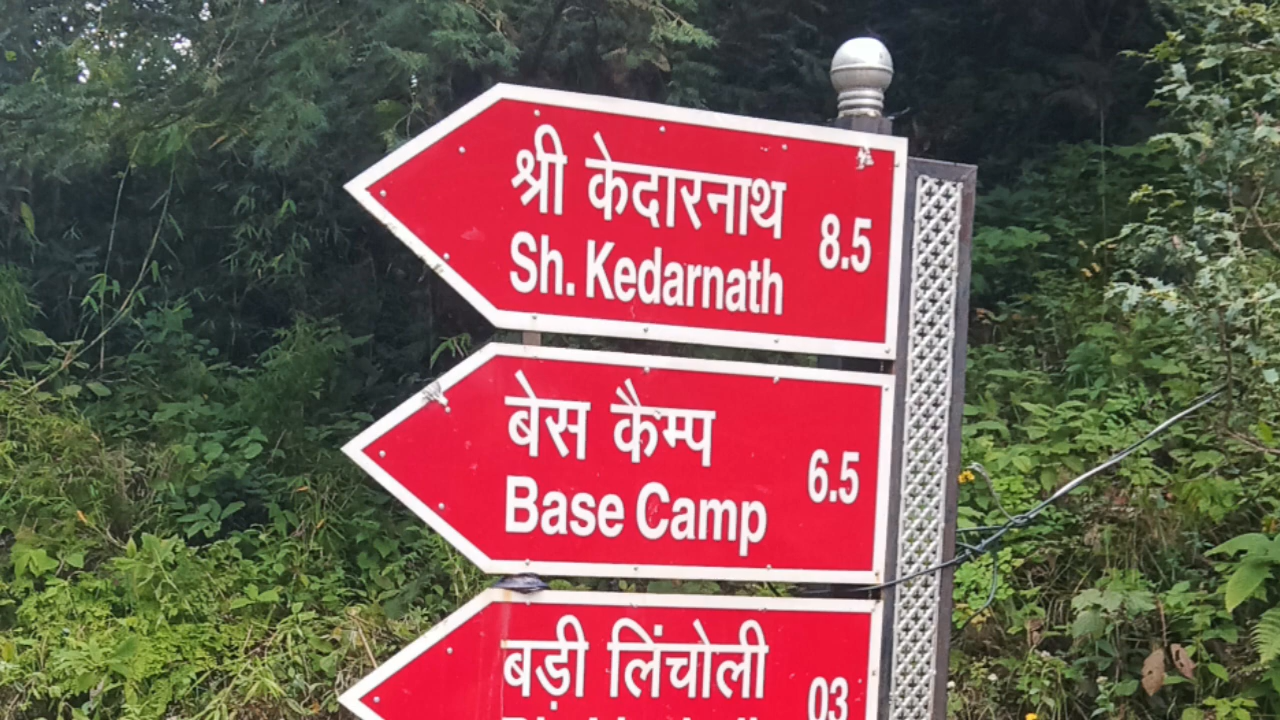 श्री केदारनाथ 8.5
Sh. Kedarnath
बेस कैम्प 6.5
Base Camp
बड़ी लिंचोली 03